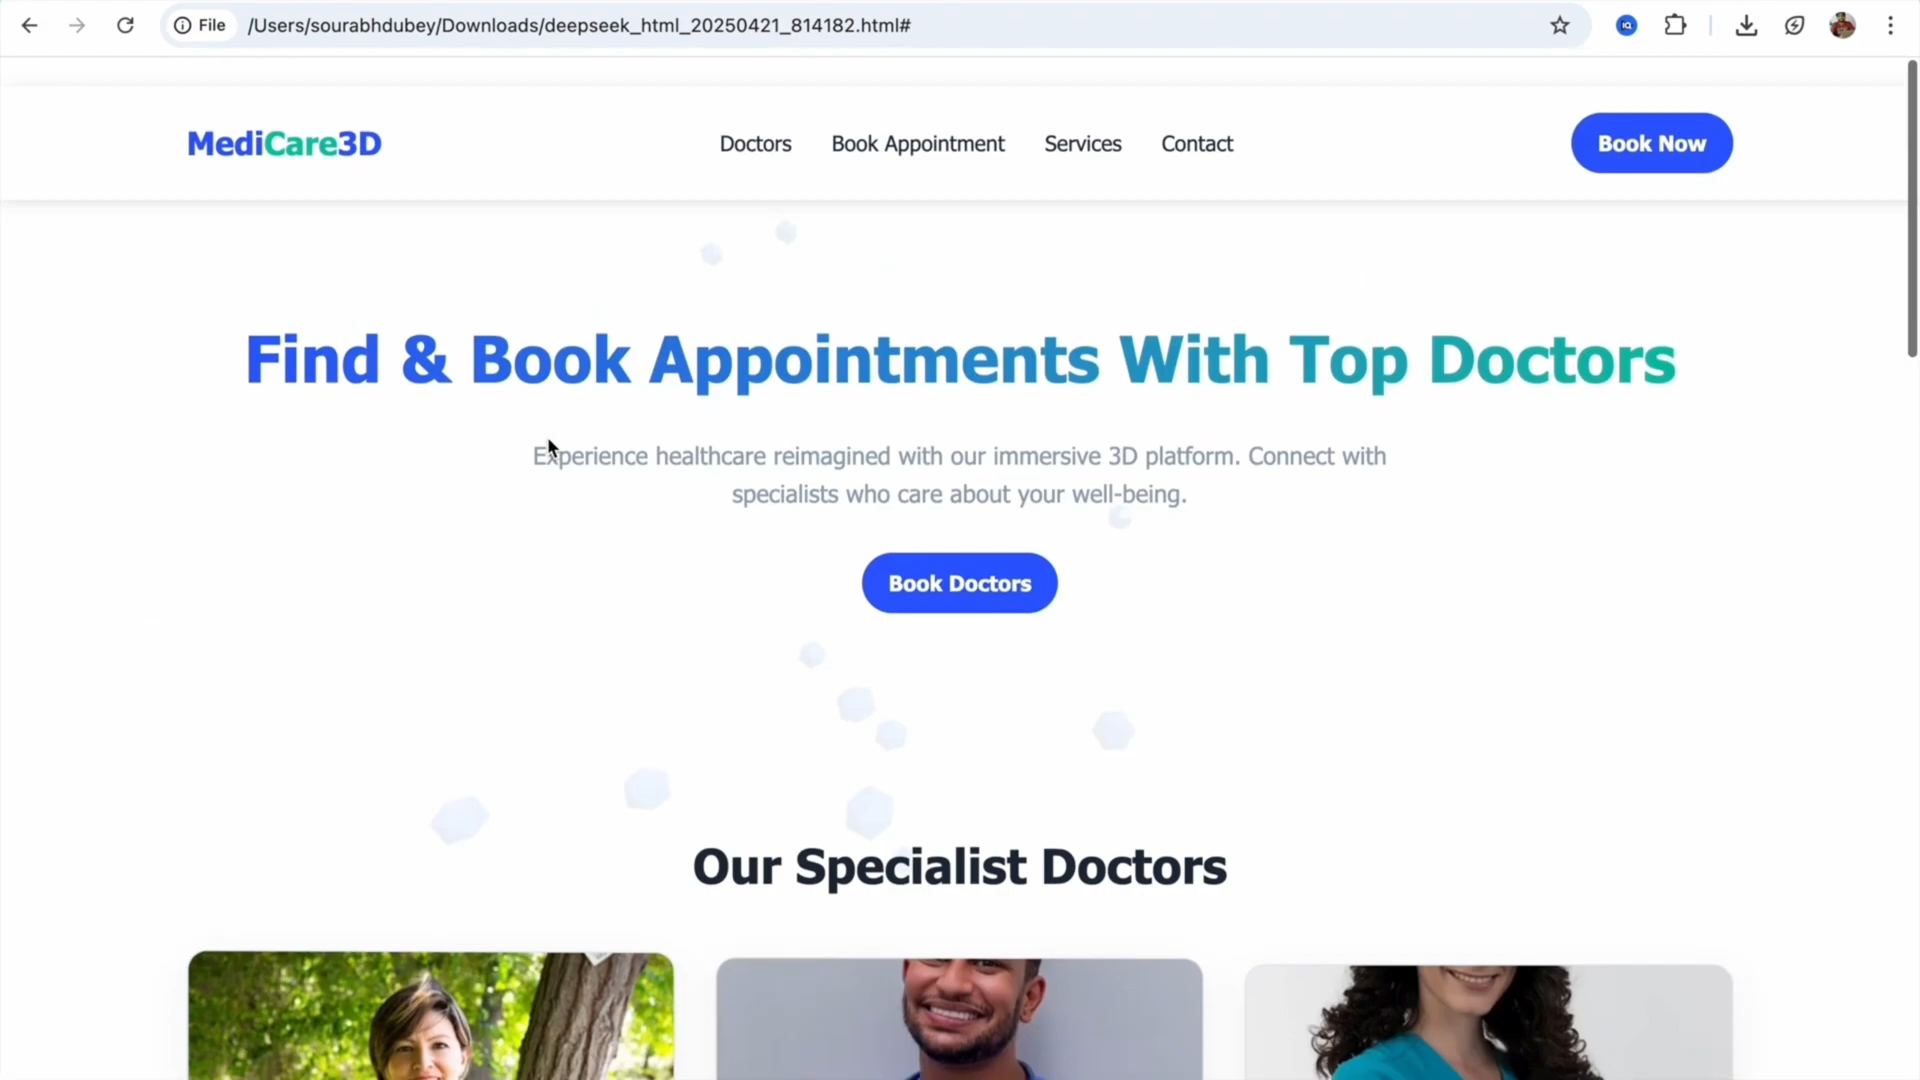 File /Users/sourabhdubey/Downloads/deepseek_html_20250421_814182.html#
MediCare3D
Doctors Book Appointment Services Contact
Book Now
Find & Book Appointments With Top Doctors
Experience healthcare reimagined with our immersive 3D platform. Connect with
specialists who care about your well-being.
Book Doctors
Our Specialist Doctors